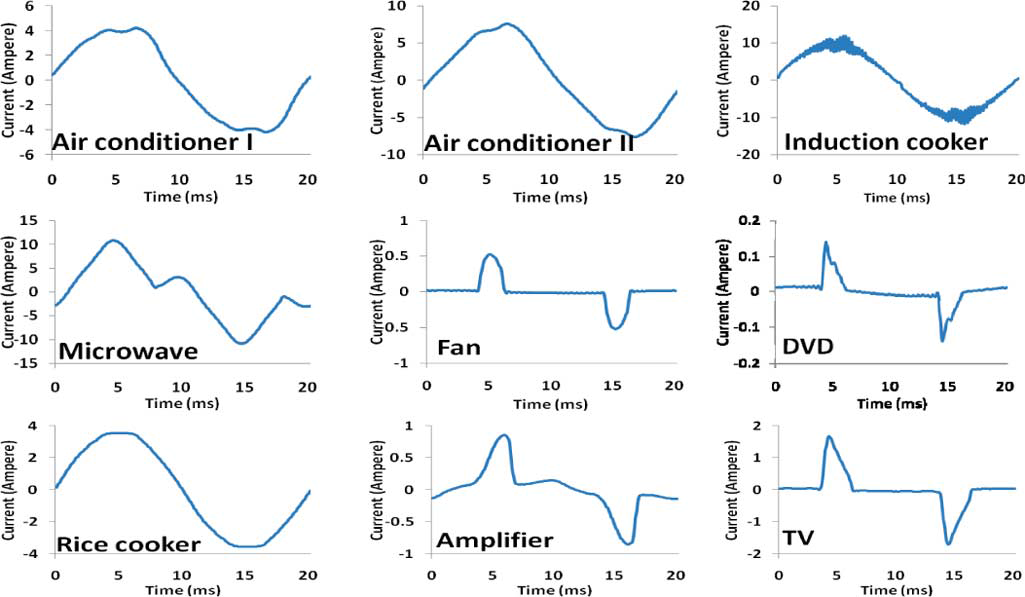 6
4
2
0
-2
-4
-6
Current (Ampere)
Air conditioner I
0 5 10 15 20
Time (ms)
10
5
0
-5
-10
Current (Ampere)
Air conditioner II
0 5 10 15 20
Time (ms)
20
10
0
-10
-20
Current (Ampere)
Induction cooker
0 5 10 15 20
Time (ms)
15
10
5
0
-5
-10
-15
Current (Ampere)
Microwave
0 5 10 15 20
Time (ms)
1
0.5
0
-0.5
-1
Current (Ampere)
Fan
0 5 10 15 20
Time (ms)
0.2
0.1
0
-0.1
-0.2
Current (Ampere)
DVD
0 5 10 15 20
Time (ms)
4
2
0
-2
-4
Current (Ampere)
Rice cooker
0 5 10 15 20
Time (ms)
1
0.5
0
-0.5
-1
Current (Ampere)
Amplifier
0 5 10 15 20
Time (ms)
2
1
0
-1
-2
Current (Ampere)
TV
0 5 10 15 20
Time (ms)